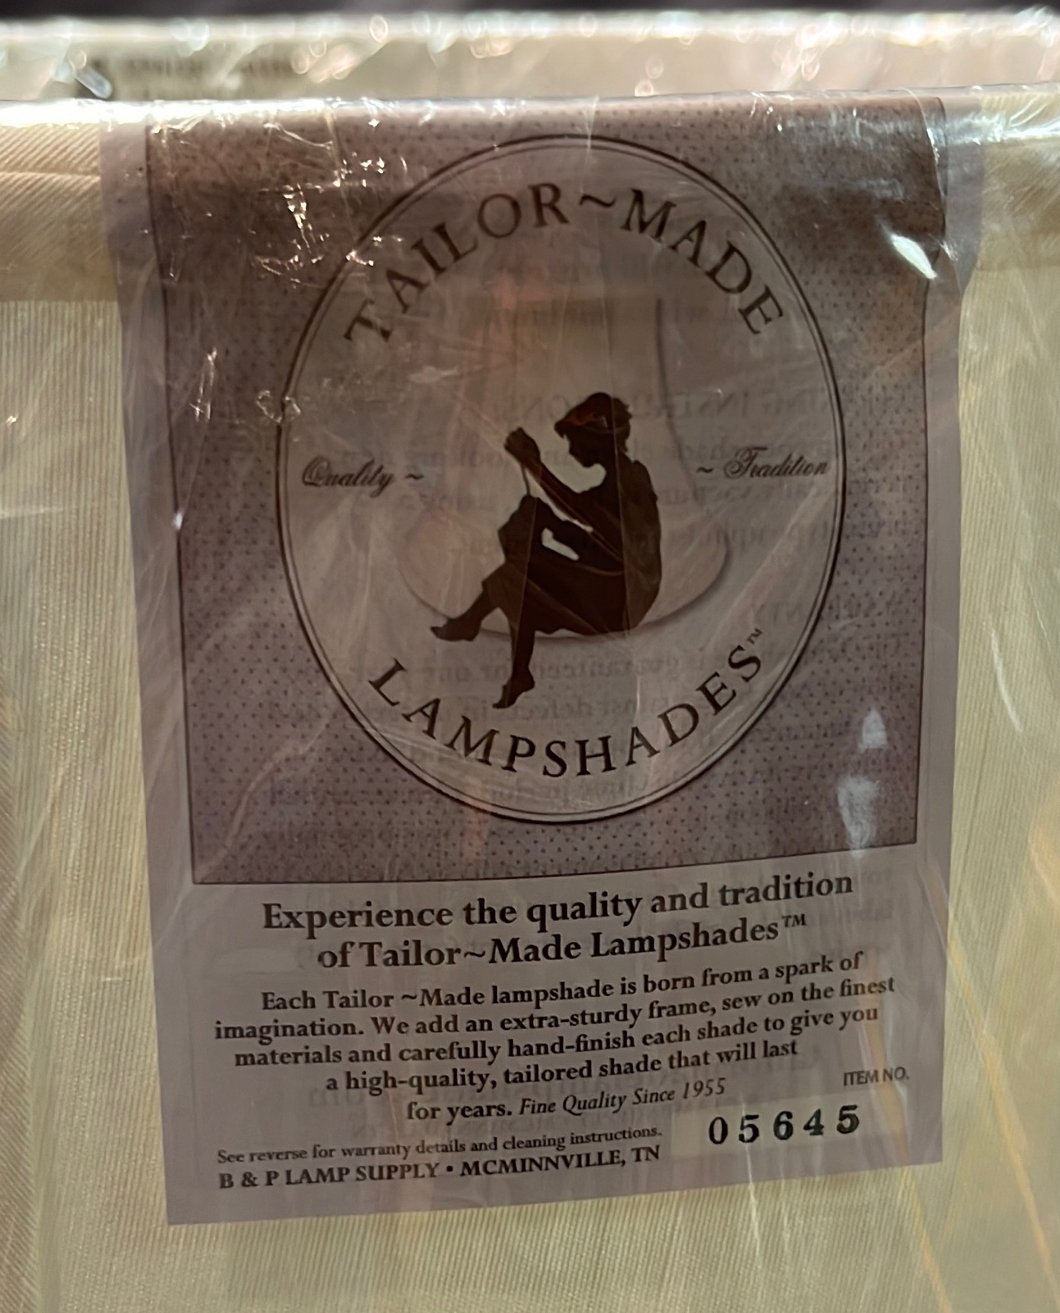 TAILOR~MADE
Quality ~
~ Tradition
LAMPSHADES™
Experience the quality and tradition
of Tailor~Made Lampshades™
Each Tailor ~Made lampshade is born from a spark of
imagination. We add an extra-sturdy frame, sew on the finest
materials and carefully hand-finish each shade to give you
a high-quality, tailored shade that will last
for years. Fine Quality Since 1955
ITEM NO.
05645
See reverse for warranty details and cleaning instructions.
B & P LAMP SUPPLY • MCMINNVILLE, TN